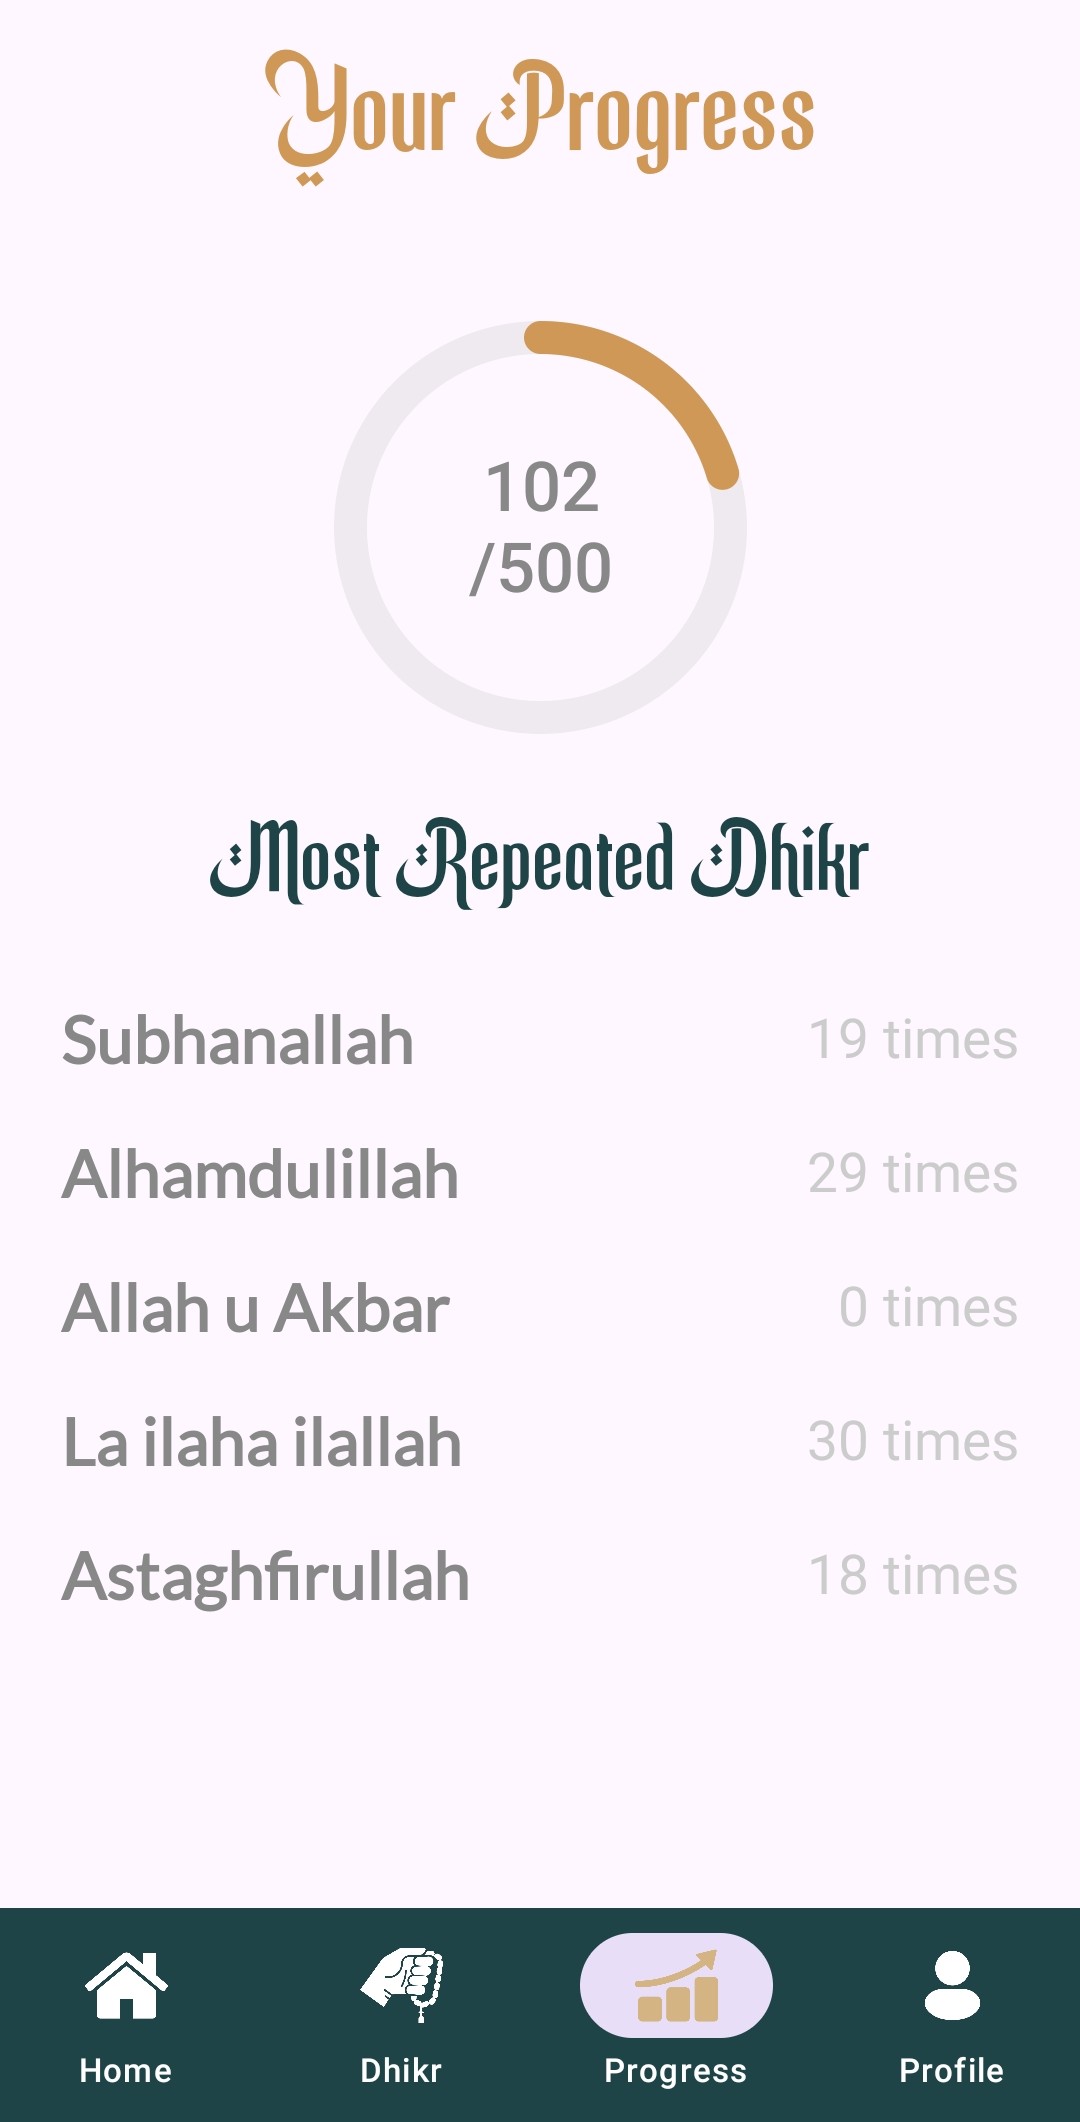 Your Progress
102
/500
Most Repeated Dhikr
Subhanallah 19 times
Alhamdulillah 29 times
Allah u Akbar 0 times
La ilaha ilallah 30 times
Astaghfirullah 18 times
Home Dhikr Progress Profile